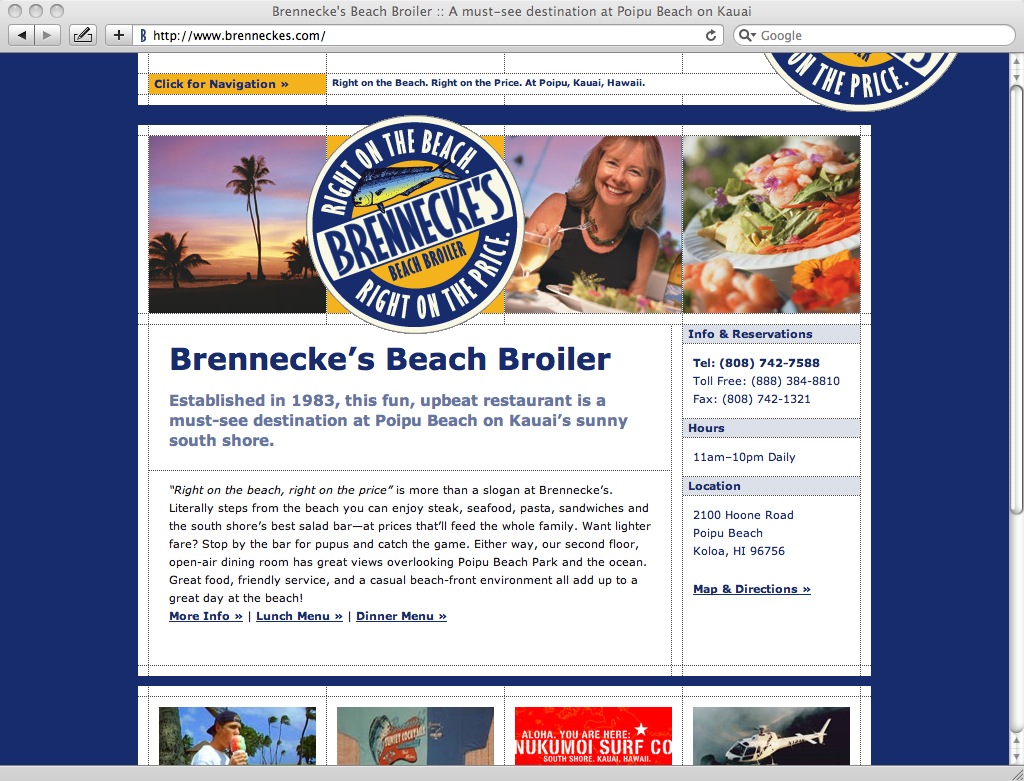 Brennecke's Beach Broiler :: A must-see destination at Poipu Beach on Kauai
http://www.brenneckes.com/
Google
Click for Navigation »
Right on the Beach. Right on the Price. At Poipu, Kauai, Hawaii.
ON THE PRICE.
RIGHT ON THE BEACH.
BRENNECKE'S
BEACH BROILER
RIGHT ON THE PRICE.
Brennecke’s Beach Broiler
Established in 1983, this fun, upbeat restaurant is a
must-see destination at Poipu Beach on Kauai’s sunny
south shore.
“Right on the beach, right on the price” is more than a slogan at Brennecke’s.
Literally steps from the beach you can enjoy steak, seafood, pasta, sandwiches and
the south shore’s best salad bar—at prices that’ll feed the whole family. Want lighter
fare? Stop by the bar for pupus and catch the game. Either way, our second floor,
open-air dining room has great views overlooking Poipu Beach Park and the ocean.
Great food, friendly service, and a casual beach-front environment all add up to a
great day at the beach!
More Info » | Lunch Menu » | Dinner Menu »
Info & Reservations
Tel: (808) 742-7588
Toll Free: (888) 384-8810
Fax: (808) 742-1321
Hours
11am–10pm Daily
Location
2100 Hoone Road
Poipu Beach
Koloa, HI 96756
Map & Directions »
SUNSET COCKTAILS
ALOHA, YOU ARE HERE:
NUKUMOI SURF CO
SOUTH SHORE. KAUAI, HAWAII.